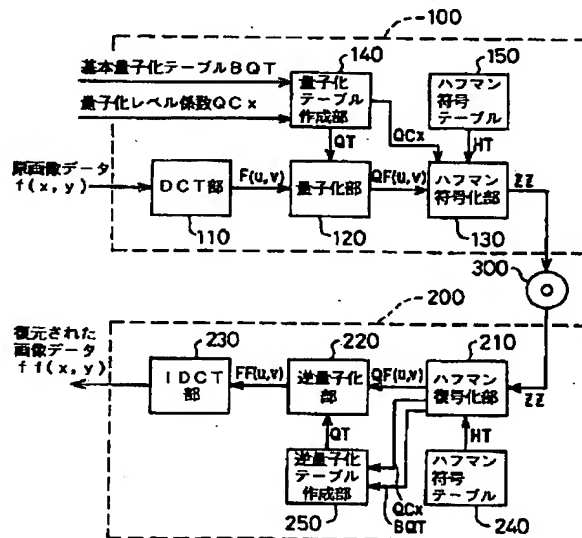 100
基本量子化テーブルBQT
量子化レベル係数QCx
140
量子化
テーブル
作成部
150
ハフマン
符号
テーブル
QT
QCx
HT
原画像データ
f(x,y)
DCT部
F(u,v)
量子化部
QF(u,v)
ハフマン
符号化部
ZZ
110
120
130
300
200
復元された
画像データ
ff(x,y)
230
IDCT
部
FF(u,v)
220
逆量子化
部
QF(u,v)
210
ハフマン
復号化部
ZZ
QT
HT
逆量子化
テーブル
作成部
QCx
BQT
ハフマン
符号
テーブル
250
240